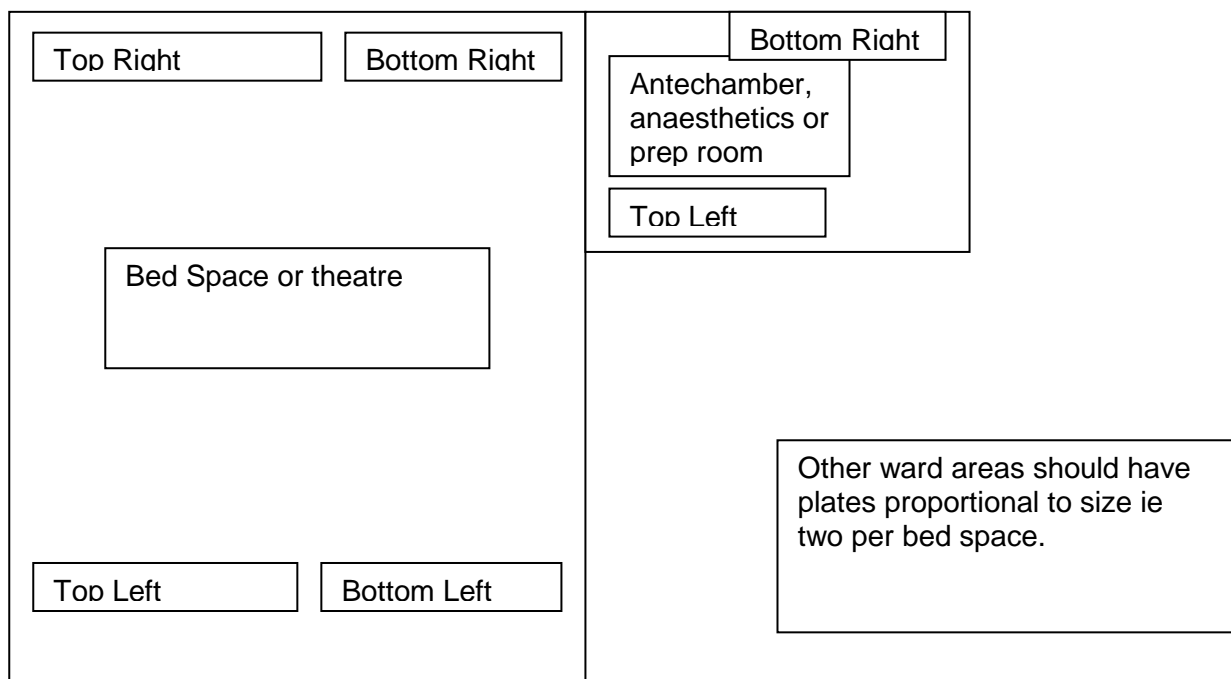 Top Right
Bottom Right
Bottom Right
Antechamber,
anaesthetics or
prep room
Top Left
Bed Space or theatre
Other ward areas should have
plates proportional to size ie
two per bed space.
Top Left
Bottom Left